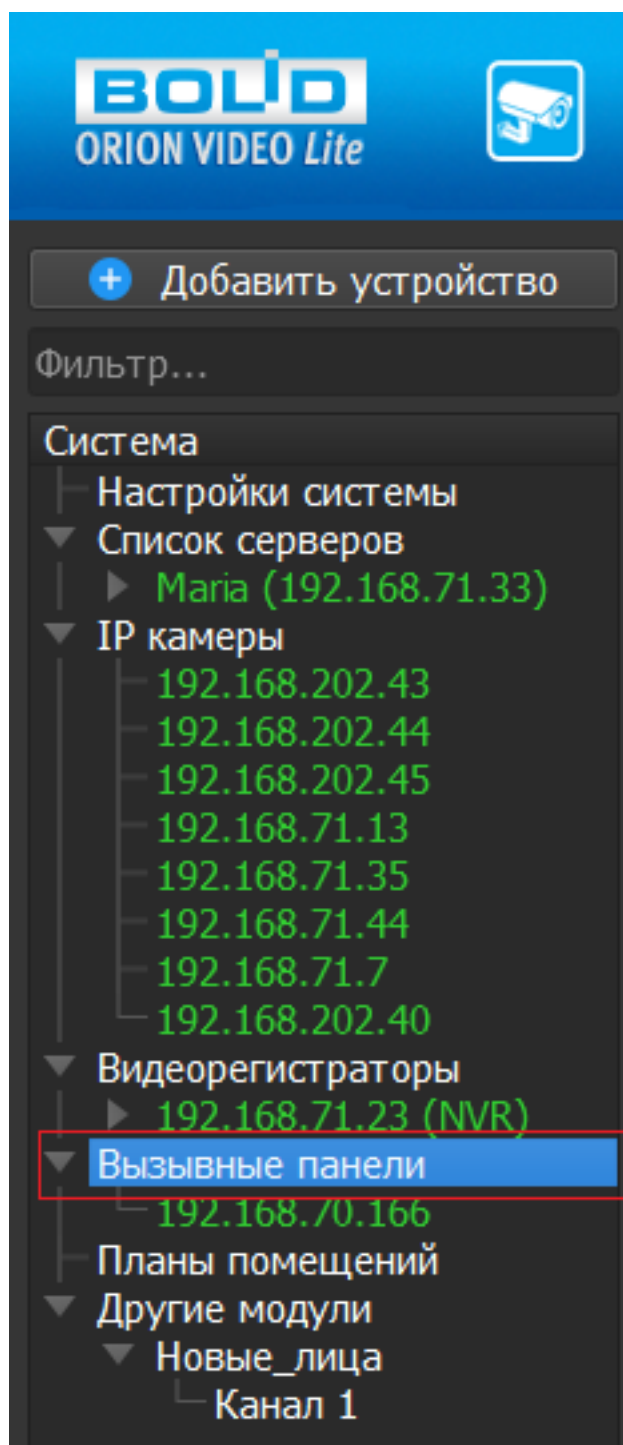 BOLID
ORION VIDEO Lite
Добавить устройство
Фильтр...
Система
Настройки системы
Список серверов
Maria (192.168.71.33)
IP камеры
192.168.202.43
192.168.202.44
192.168.202.45
192.168.71.13
192.168.71.35
192.168.71.44
192.168.71.7
192.168.202.40
Видеорегистраторы
192.168.71.23 (NVR)
Вызывные панели
192.168.70.166
Планы помещений
Другие модули
Новые_лица
Канал 1